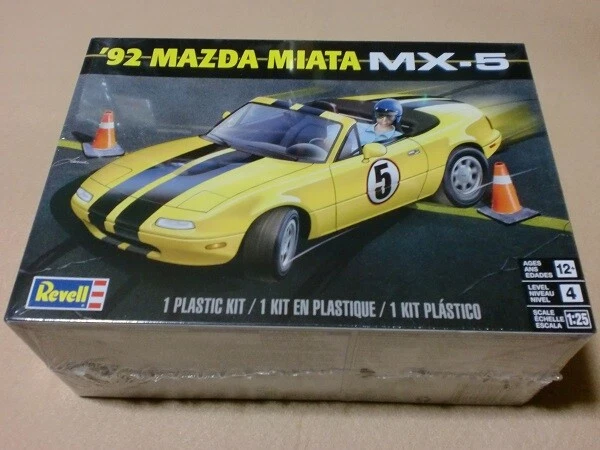 '92 MAZDA MIATA MX-5
5
Revell
1 PLASTIC KIT / 1 KIT EN PLASTIQUE / 1 KIT PLÁSTICO
AGES
ANS
EDADES
12+
LEVEL
NIVEAU
NIVEL
4
SCALE
ÉCHELLE
ESCALA
1:25